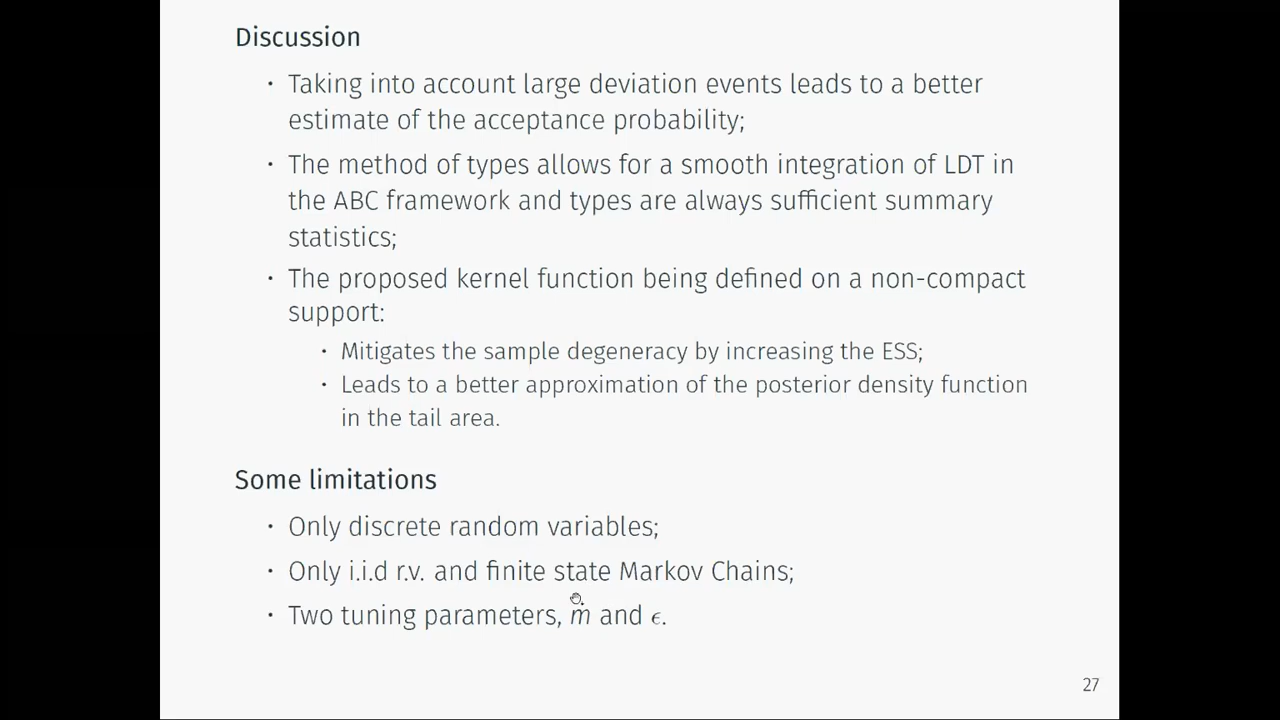 Discussion
· Taking into account large deviation events leads to a better
estimate of the acceptance probability;
· The method of types allows for a smooth integration of LDT in
the ABC framework and types are always sufficient summary
statistics;
· The proposed kernel function being defined on a non-compact
support:
· Mitigates the sample degeneracy by increasing the ESS;
· Leads to a better approximation of the posterior density function
in the tail area.
Some limitations
· Only discrete random variables;
· Only i.i.d r.v. and finite state Markov Chains;
· Two tuning parameters, m and ϵ.
27